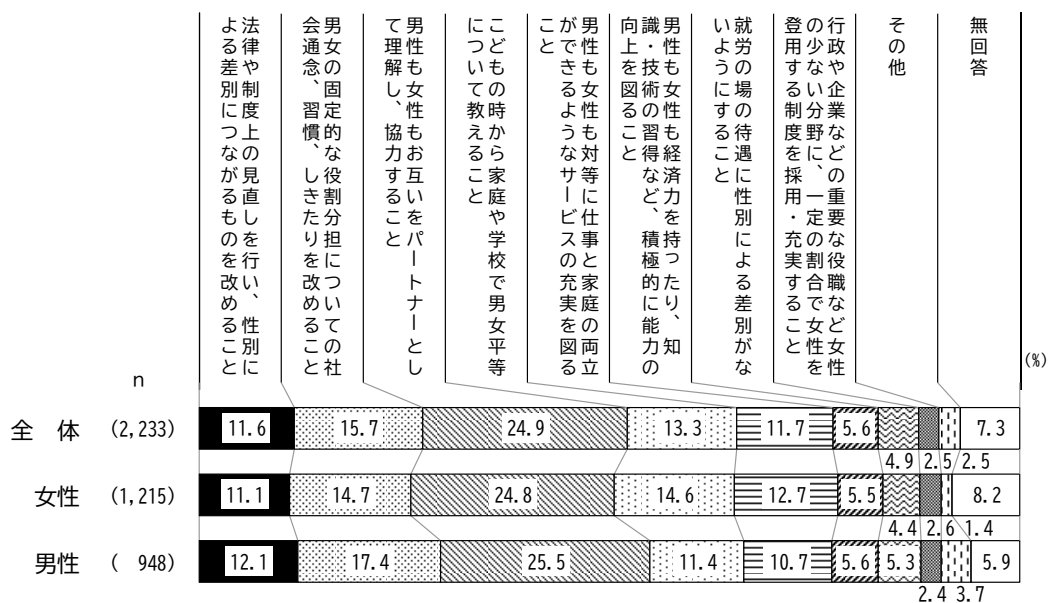 法律や制度上の見直しを行い、性別に
よる差別につながるものを改めること
男女の固定的な役割分担についての社
会通念、習慣、しきたりを改めること
男性も女性もお互いをパートナーとし
て理解し、協力すること
こどもの時から家庭や学校で男女平等
について教えること
男性も女性も対等に仕事と家庭の両立
ができるようなサービスの充実を図る
こと
男性も女性も経済力を持ったり、知
識・技術の習得など、積極的に能力の
向上を図ること
就労の場の待遇に性別による差別がな
いようにすること
行政や企業などの重要な役職など女性
の少ない分野に、一定の割合で女性を
登用する制度を採用・充実すること
その他
無回答
(%)
n
全　体 (2,233) 11.6 15.7 24.9 13.3 11.7 5.6 7.3
4.9 2.5 2.5
女性 (1,215) 11.1 14.7 24.8 14.6 12.7 5.5 8.2
4.4 2.6 1.4
男性 ( 948) 12.1 17.4 25.5 11.4 10.7 5.6 5.3 5.9
2.4 3.7